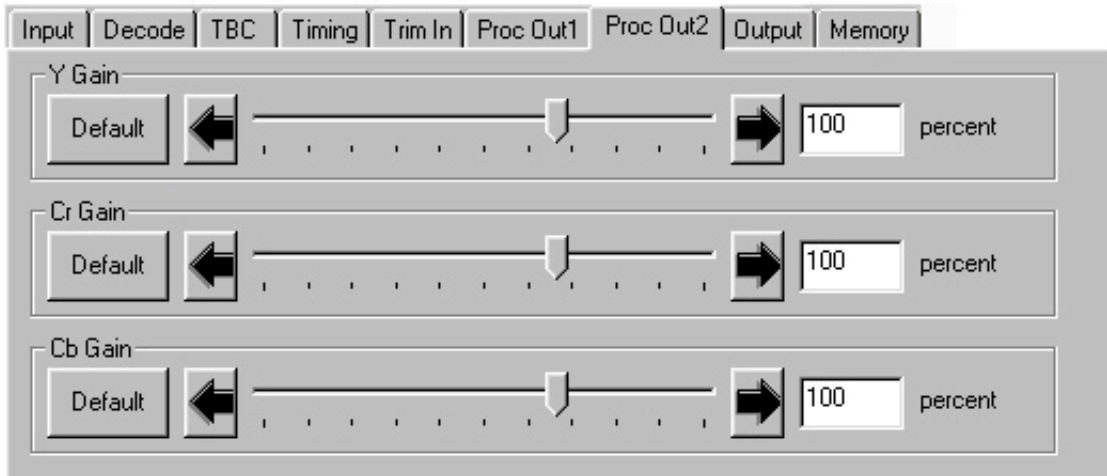 Input Decode TBC Timing Trim In Proc Out1 Proc Out2 Output Memory
Y Gain
Default 100 percent
Cr Gain
Default 100 percent
Cb Gain
Default 100 percent